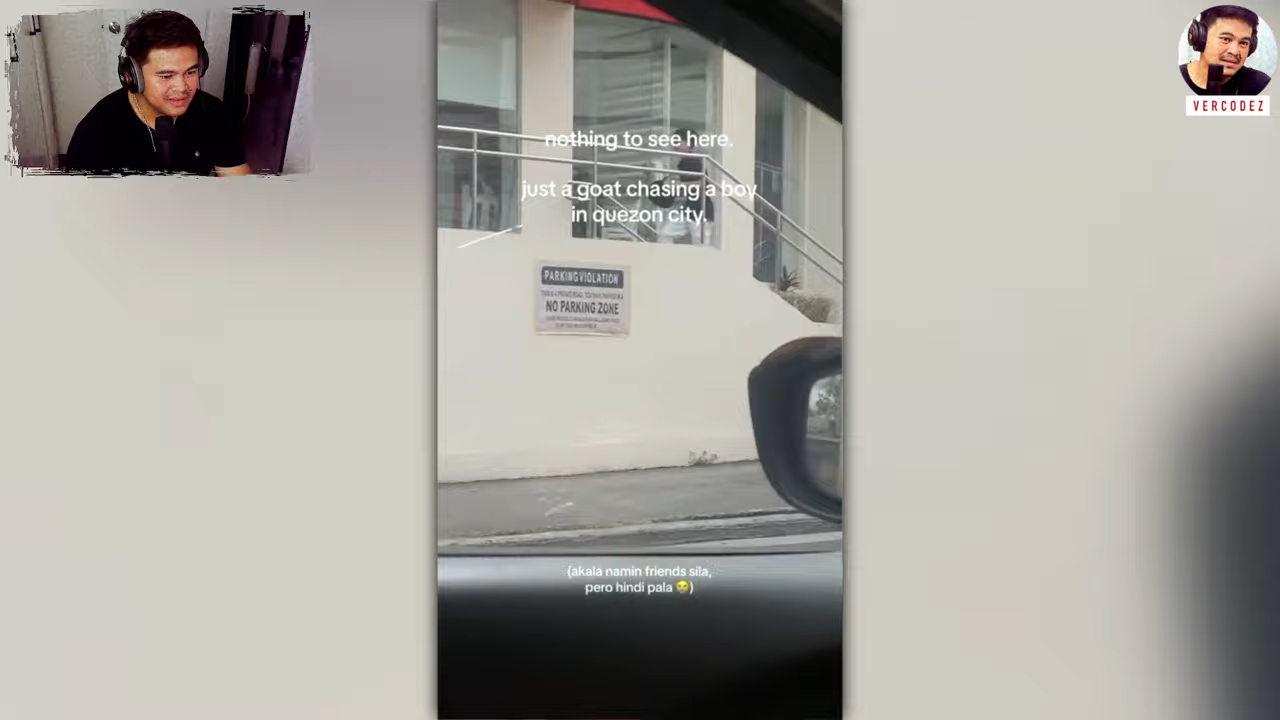 VERCODEZ
nothing to see here.
just a goat chasing a boy
in quezon city.
PARKING VIOLATION
NO PARKING ZONE
(akala namin friends sila,
pero hindi pala 😭)